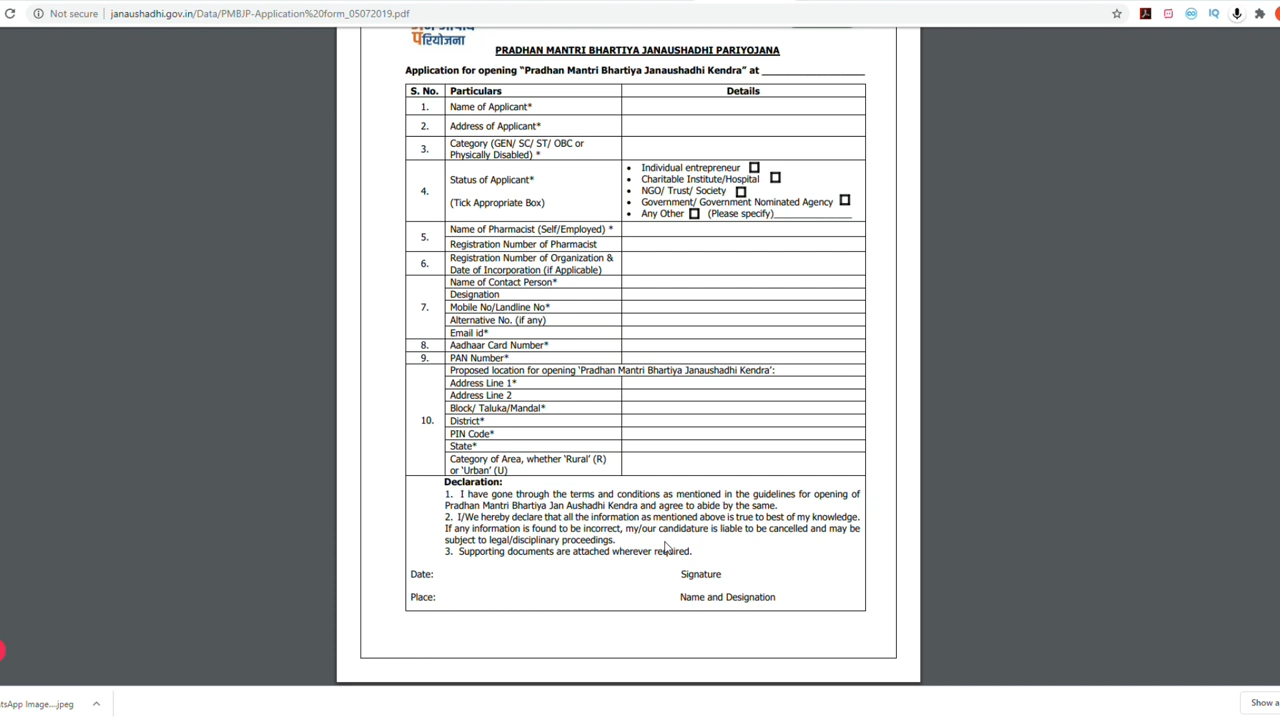 Not secure janaushadhi.gov.in/Data/PMBJP-Application%20form_05072019.pdf
IQ
परियोजना
PRADHAN MANTRI BHARTIYA JANAUSHADHI PARIYOJANA
Application for opening “Pradhan Mantri Bhartiya Janaushadhi Kendra” at ____________________
S. No. Particulars Details
1. Name of Applicant*
2. Address of Applicant*
3. Category (GEN/ SC/ ST/ OBC or
Physically Disabled) *
4. Status of Applicant*
(Tick Appropriate Box)
• Individual entrepreneur
• Charitable Institute/Hospital
• NGO/ Trust/ Society
• Government/ Government Nominated Agency
• Any Other (Please specify)_______________
5. Name of Pharmacist (Self/Employed) *
Registration Number of Pharmacist
6. Registration Number of Organization &
Date of Incorporation (if Applicable)
7. Name of Contact Person*
Designation
Mobile No/Landline No*
Alternative No. (if any)
Email id*
8. Aadhaar Card Number*
9. PAN Number*
10. Proposed location for opening ‘Pradhan Mantri Bhartiya Janaushadhi Kendra’:
Address Line 1*
Address Line 2
Block/ Taluka/Mandal*
District*
PIN Code*
State*
Category of Area, whether ‘Rural’ (R)
or ‘Urban’ (U)
Declaration:
1. I have gone through the terms and conditions as mentioned in the guidelines for opening of
Pradhan Mantri Bhartiya Jan Aushadhi Kendra and agree to abide by the same.
2. I/We hereby declare that all the information as mentioned above is true to best of my knowledge.
If any information is found to be incorrect, my/our candidature is liable to be cancelled and may be
subject to legal/disciplinary proceedings.
3. Supporting documents are attached wherever required.
Date: Signature
Place: Name and Designation
tsApp Image....jpeg
Show a